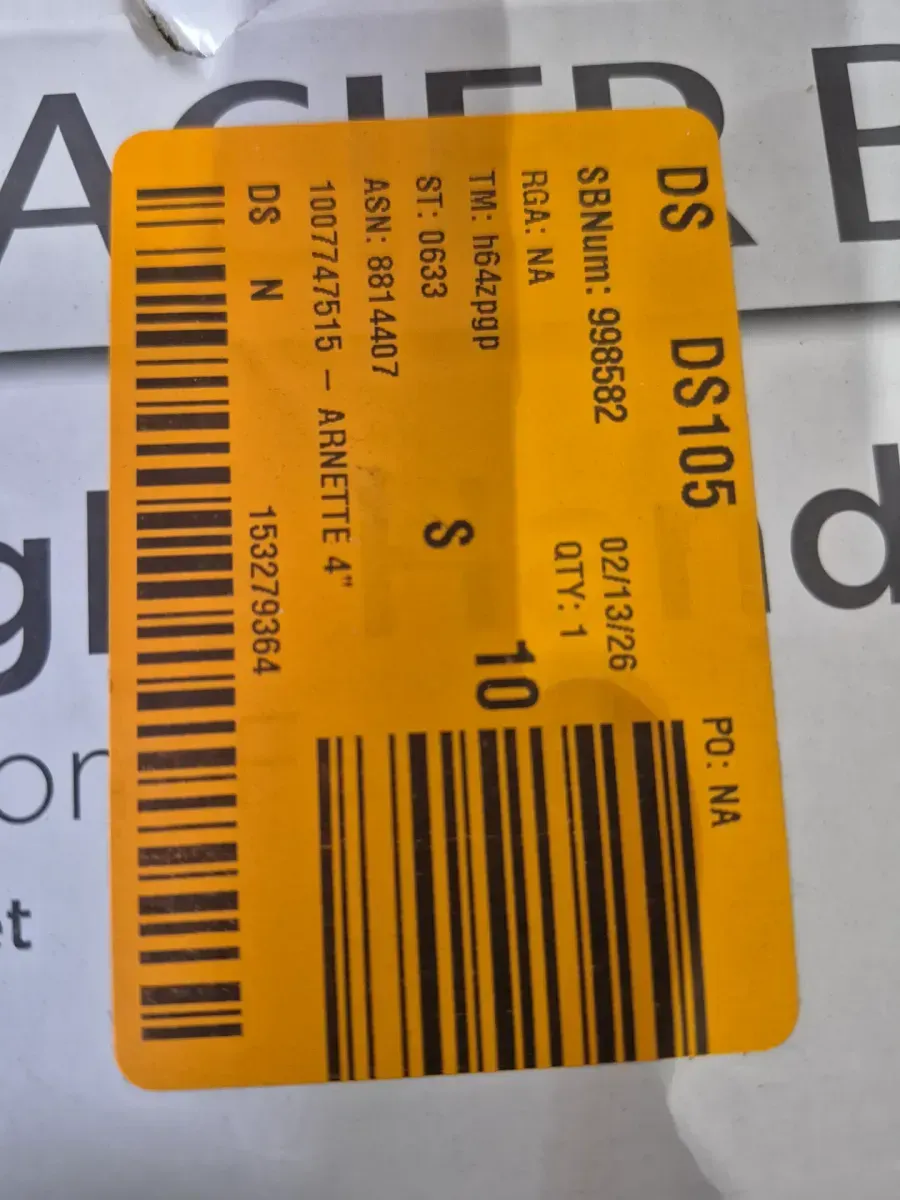 ACIER B
DS DS105 PO: NA
SBNum: 998582 02/13/26
RGA: NA QTY: 1
TM: h64zpgp 10
ST: 0633 S
ASN: 8814407
1007747515 - ARNETTE 4"
DS N 153279364